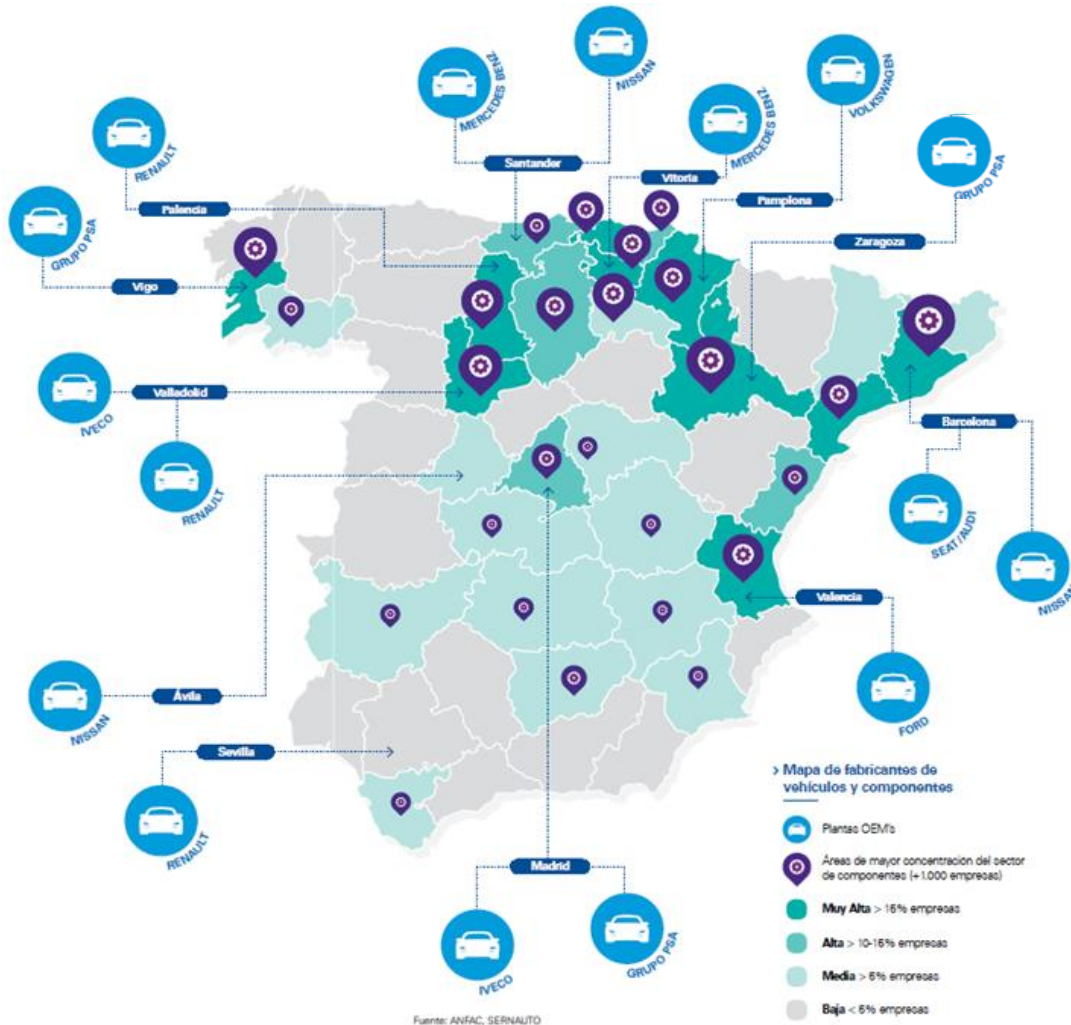 MERCEDES BENZ
NISSAN
MERCEDES BENZ
VOLKSWAGEN
RENAULT
GRUPO PSA
Santander
Vitoria
Palencia
Pamplona
GRUPO PSA
Zaragoza
Vigo
Valladolid
IVECO
RENAULT
Barcelona
SEAT/AUDI
NISSAN
Valencia
Ávila
NISSAN
FORD
Sevilla
RENAULT
Madrid
IVECO
GRUPO PSA
> Mapa de fabricantes de
vehículos y componentes
Plantas OEM's
Áreas de mayor concentración del sector
de componentes (+1.000 empresas)
Muy Alta > 16% empresas
Alta > 10-16% empresas
Media > 6% empresas
Baja < 6% empresas
Fuente: ANFAC, SERNAUTO